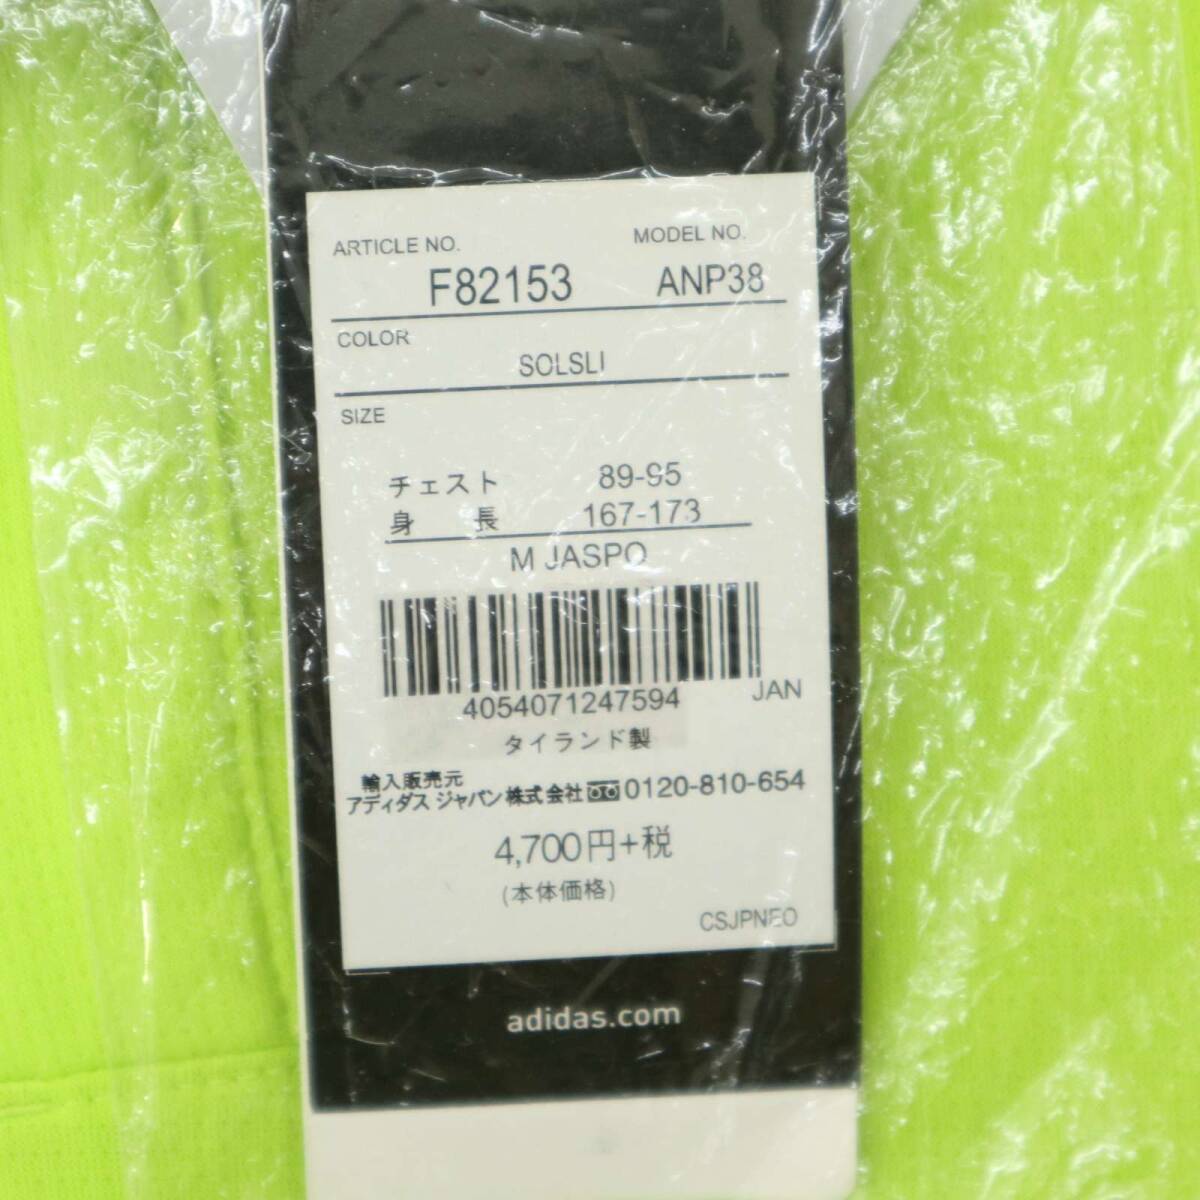 ARTICLE NO. MODEL NO.
F82153 ANP38
COLOR
SOLSLI
SIZE
チェスト 89-95
身長 167-173
M JASPO
4054071247594 JAN
タイランド製
輸入販売元
アディダス ジャパン株式会社 0120-810-654
4,700円+税
(本体価格)
CSJPNEO
adidas.com